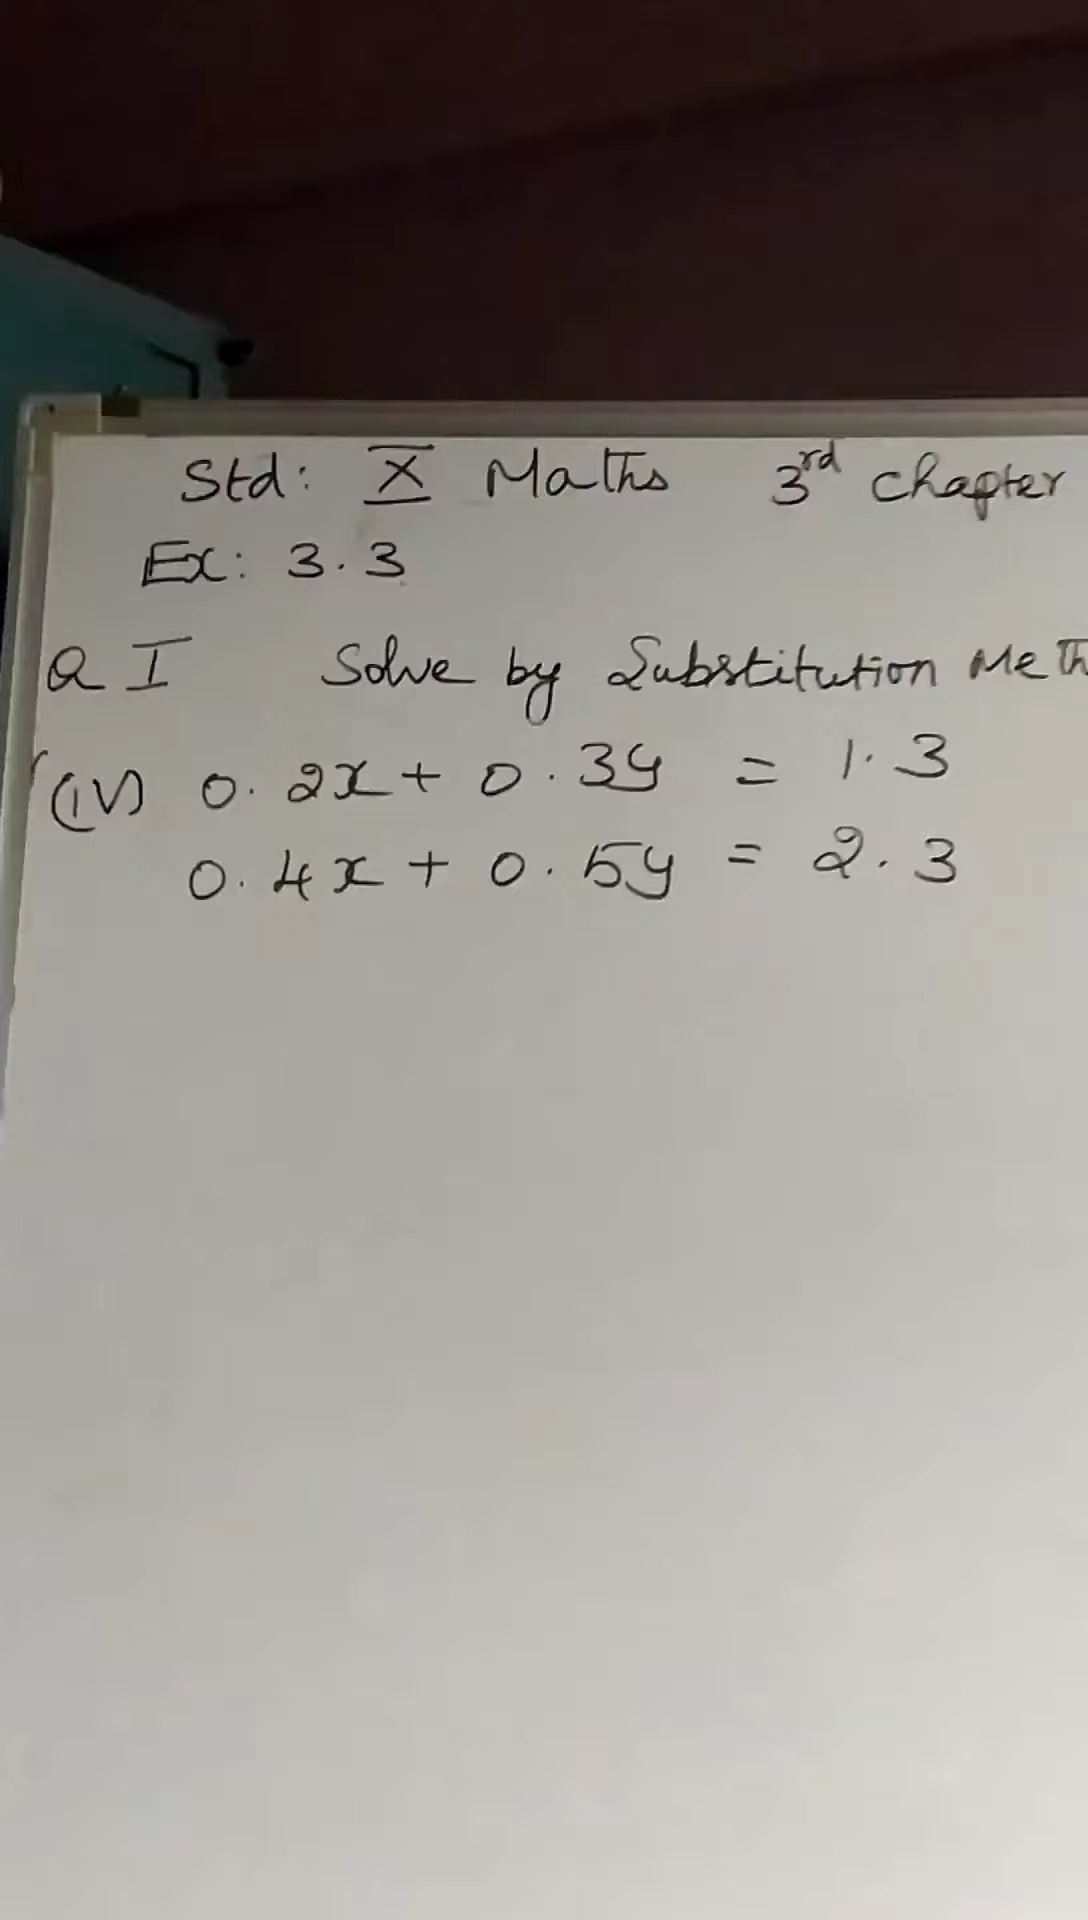 Std: X Maths 3rd chapter
Ex: 3.3
Q I Solve by Substitution Meth
(iv) 0.2x + 0.3y = 1.3
0.4x + 0.5y = 2.3